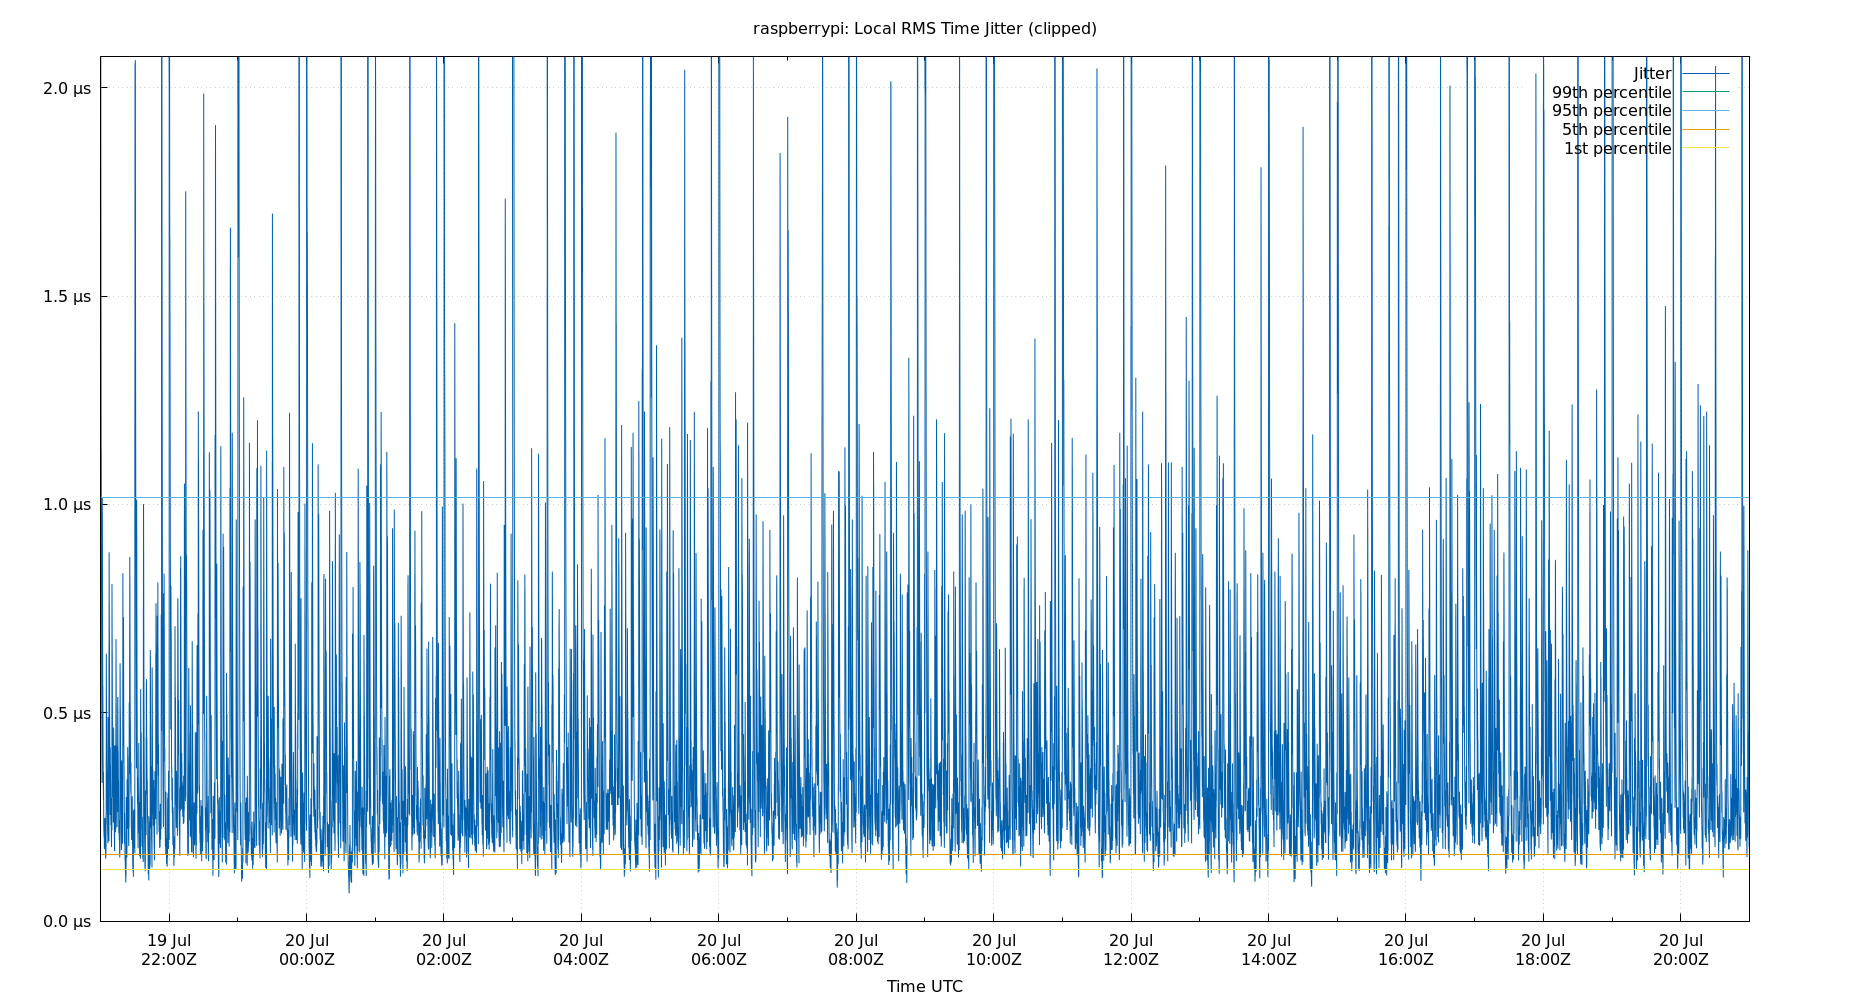 raspberrypi: Local RMS Time Jitter (clipped)
2.0 µs
1.5 µs
1.0 µs
0.5 µs
0.0 µs
Jitter
99th percentile
95th percentile
5th percentile
1st percentile
19 Jul 20 Jul 20 Jul 20 Jul 20 Jul 20 Jul 20 Jul 20 Jul 20 Jul 20 Jul 20 Jul 20 Jul
22:00Z 00:00Z 02:00Z 04:00Z 06:00Z 08:00Z 10:00Z 12:00Z 14:00Z 16:00Z 18:00Z 20:00Z
Time UTC